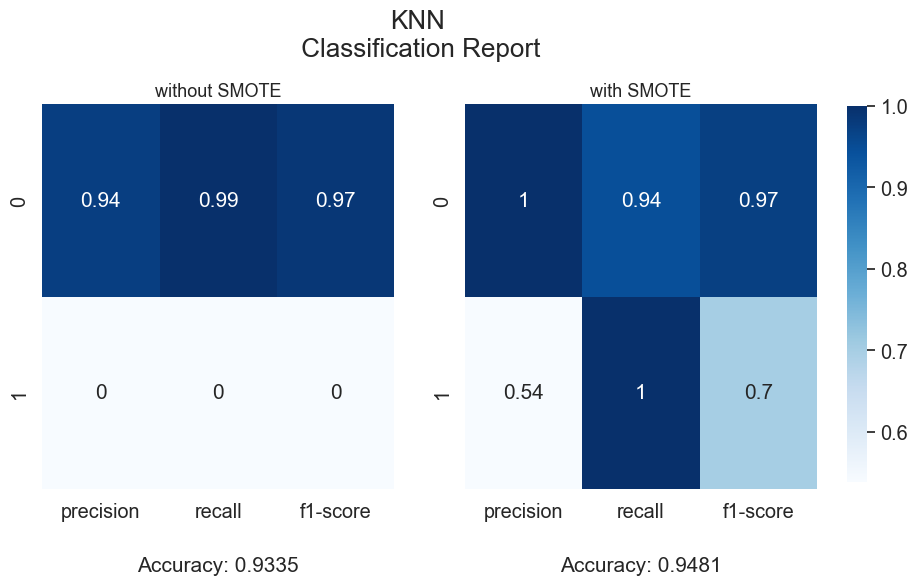 KNN
Classification Report
without SMOTE
with SMOTE
0
0.94 0.99 0.97
1
0 0 0
precision recall f1-score
Accuracy: 0.9335
0
1 0.94 0.97
1
0.54 1 0.7
precision recall f1-score
Accuracy: 0.9481
1.0
0.9
0.8
0.7
0.6